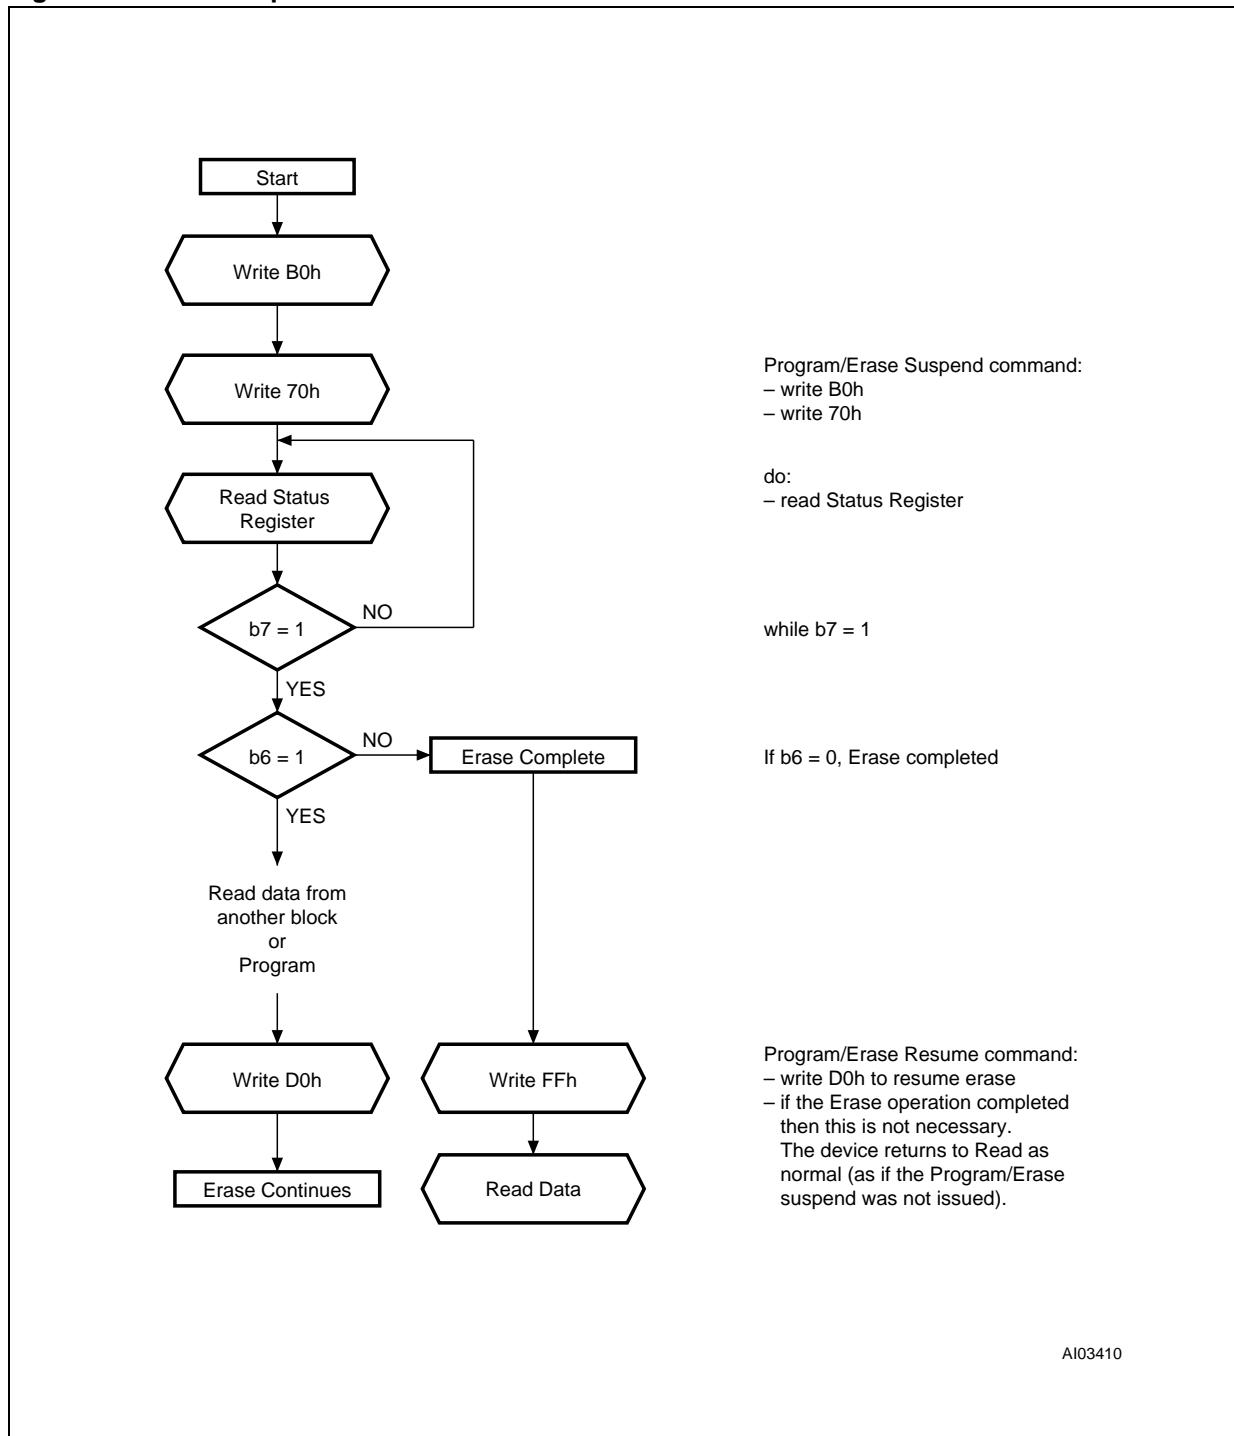 Start
Write B0h
Write 70h
Program/Erase Suspend command:
– write B0h
– write 70h
do:
– read Status Register
Read Status
Register
NO
b7 = 1
while b7 = 1
YES
NO
b6 = 1
Erase Complete
If b6 = 0, Erase completed
YES
Read data from
another block
or
Program
Write D0h
Write FFh
Program/Erase Resume command:
– write D0h to resume erase
– if the Erase operation completed
then this is not necessary.
The device returns to Read as
normal (as if the Program/Erase
suspend was not issued).
Erase Continues
Read Data
AI03410